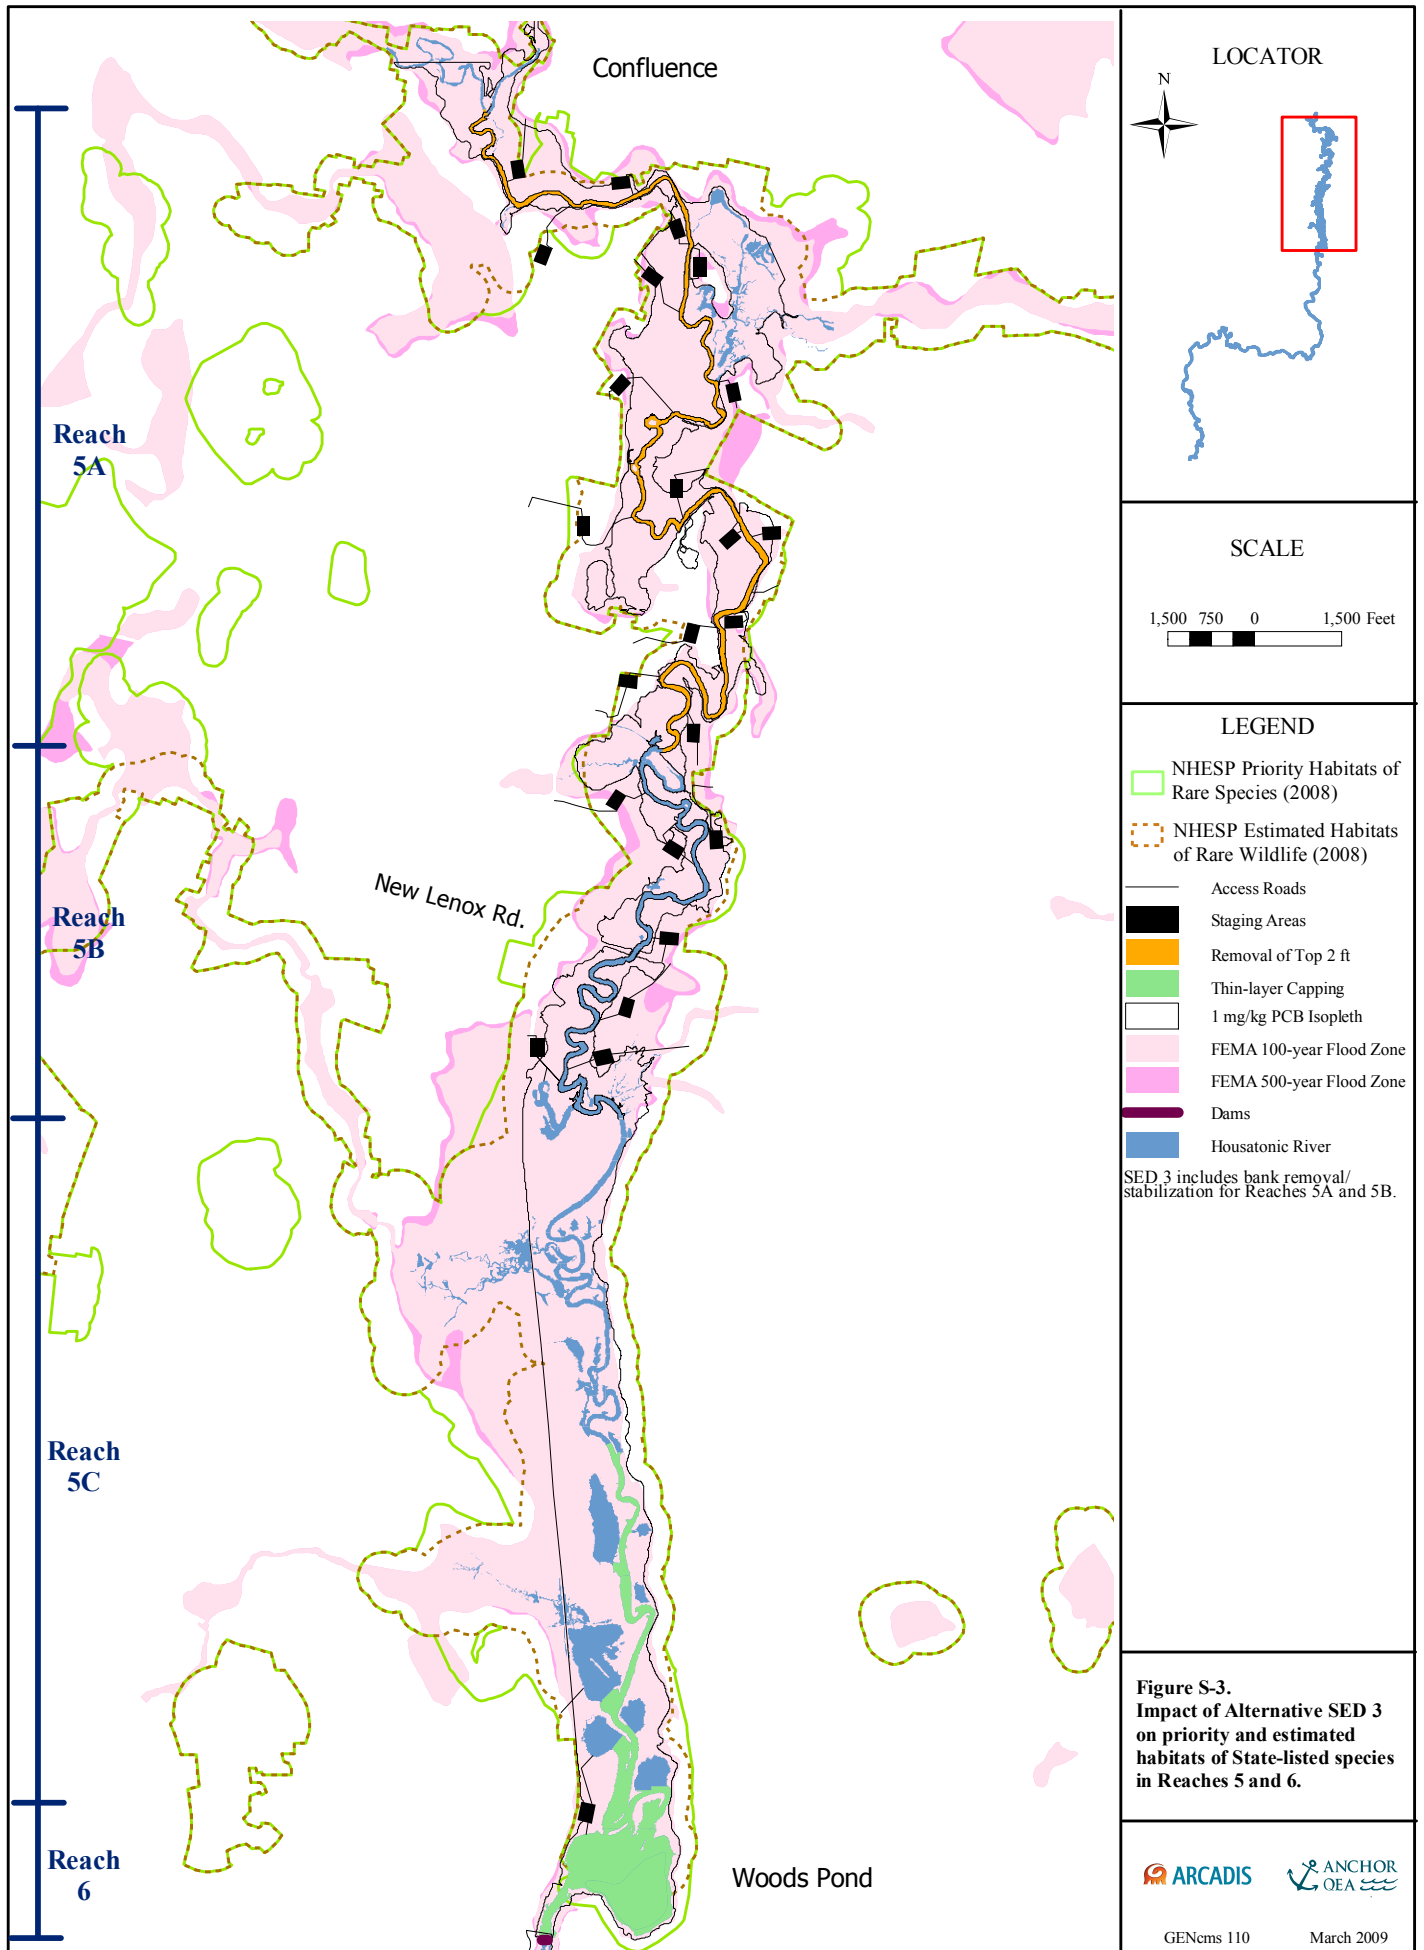 Confluence
Reach
5A
Reach
5B
New Lenox Rd.
Reach
5C
Reach
6
Woods Pond
LOCATOR
N
SCALE
1,500 750 0 1,500 Feet
LEGEND
NHESP Priority Habitats of
Rare Species (2008)
NHESP Estimated Habitats
of Rare Wildlife (2008)
Access Roads
Staging Areas
Removal of Top 2 ft
Thin-layer Capping
1 mg/kg PCB Isopleth
FEMA 100-year Flood Zone
FEMA 500-year Flood Zone
Dams
Housatonic River
SED 3 includes bank removal/
stabilization for Reaches 5A and 5B.
Figure S-3.
Impact of Alternative SED 3
on priority and estimated
habitats of State-listed species
in Reaches 5 and 6.
ARCADIS
ANCHOR
QEA
GENcms 110 March 2009